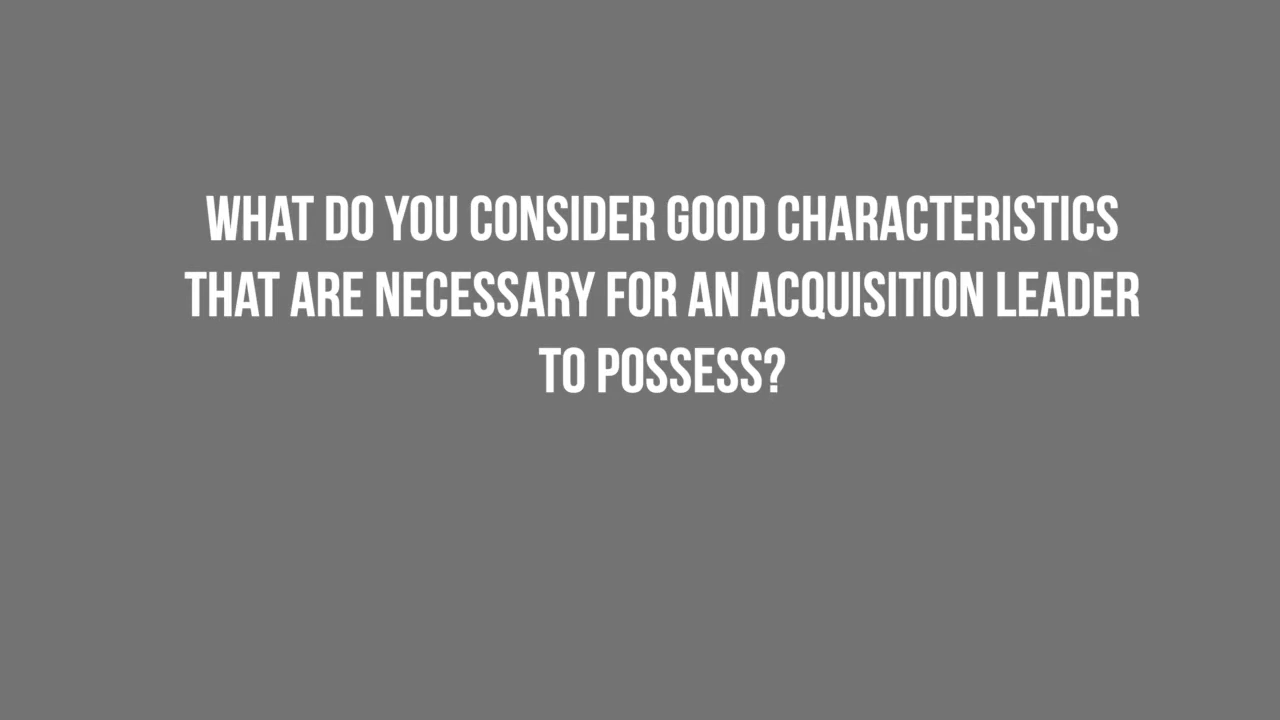 WHAT DO YOU CONSIDER GOOD CHARACTERISTICS
THAT ARE NECESSARY FOR AN ACQUISITION LEADER
TO POSSESS?